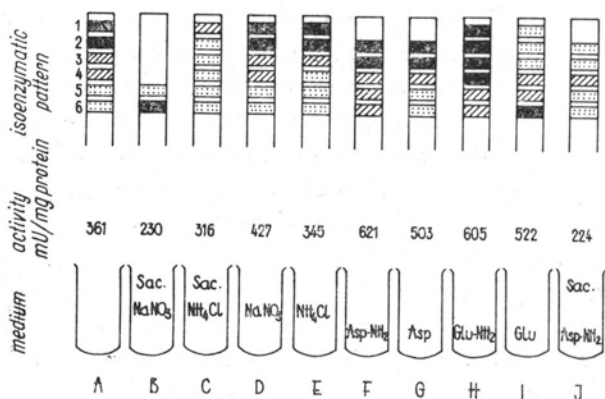 isoenzymatic pattern
1
2
3
4
5
6
activity mU/mg protein
361 230 316 427 345 621 503 605 522 224
medium
Sac. Sac. Sac.
NaNO3 NH4Cl NaNO3 NH4Cl Asp-NH2 Asp Glu-NH2 Glu Asp-NH2
A B C D E F G H I J